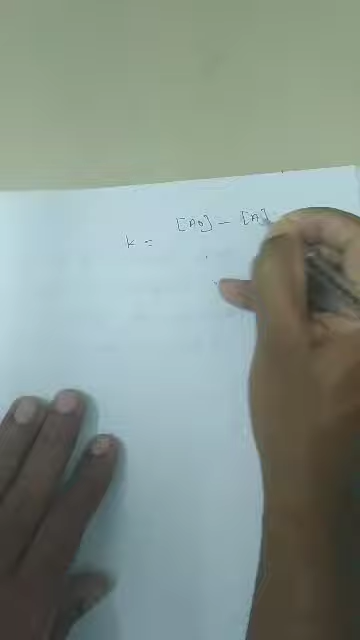 k = [A0] - [A]